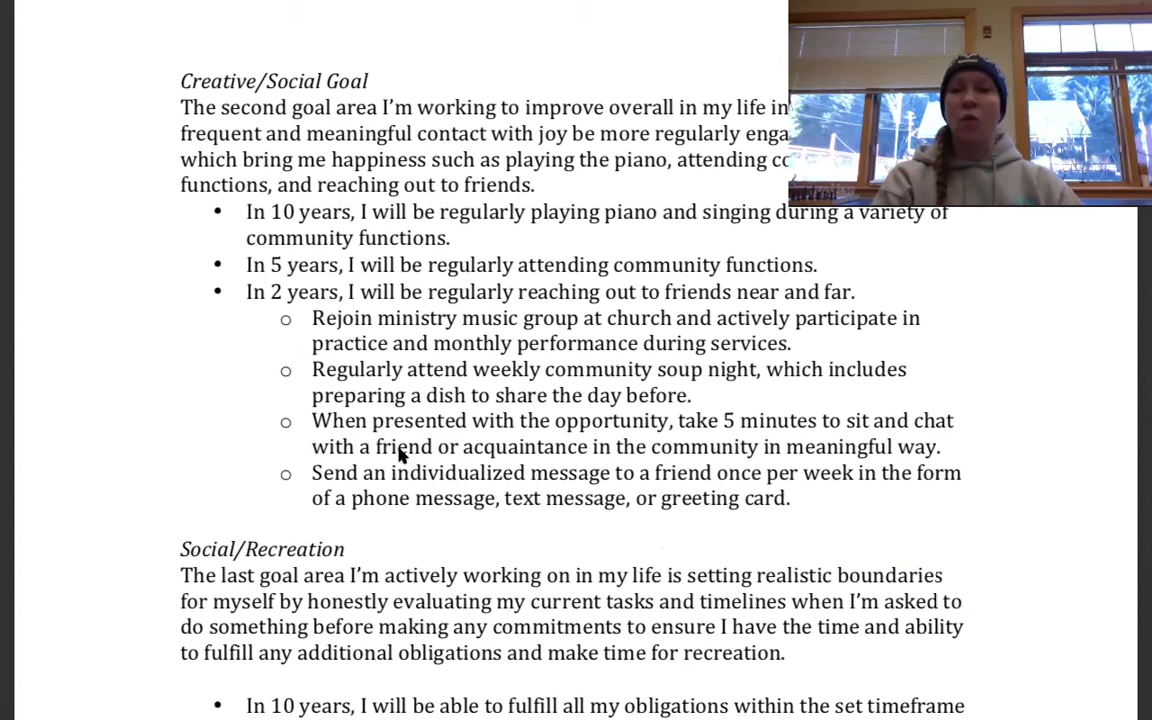 Creative/Social Goal
The second goal area I'm working to improve overall in my life in
frequent and meaningful contact with joy be more regularly enga
which bring me happiness such as playing the piano, attending co
functions, and reaching out to friends.
• In 10 years, I will be regularly playing piano and singing during a variety of
community functions.
• In 5 years, I will be regularly attending community functions.
• In 2 years, I will be regularly reaching out to friends near and far.
o Rejoin ministry music group at church and actively participate in
practice and monthly performance during services.
o Regularly attend weekly community soup night, which includes
preparing a dish to share the day before.
o When presented with the opportunity, take 5 minutes to sit and chat
with a friend or acquaintance in the community in meaningful way.
o Send an individualized message to a friend once per week in the form
of a phone message, text message, or greeting card.
Social/Recreation
The last goal area I'm actively working on in my life is setting realistic boundaries
for myself by honestly evaluating my current tasks and timelines when I'm asked to
do something before making any commitments to ensure I have the time and ability
to fulfill any additional obligations and make time for recreation.
• In 10 years, I will be able to fulfill all my obligations within the set timeframe